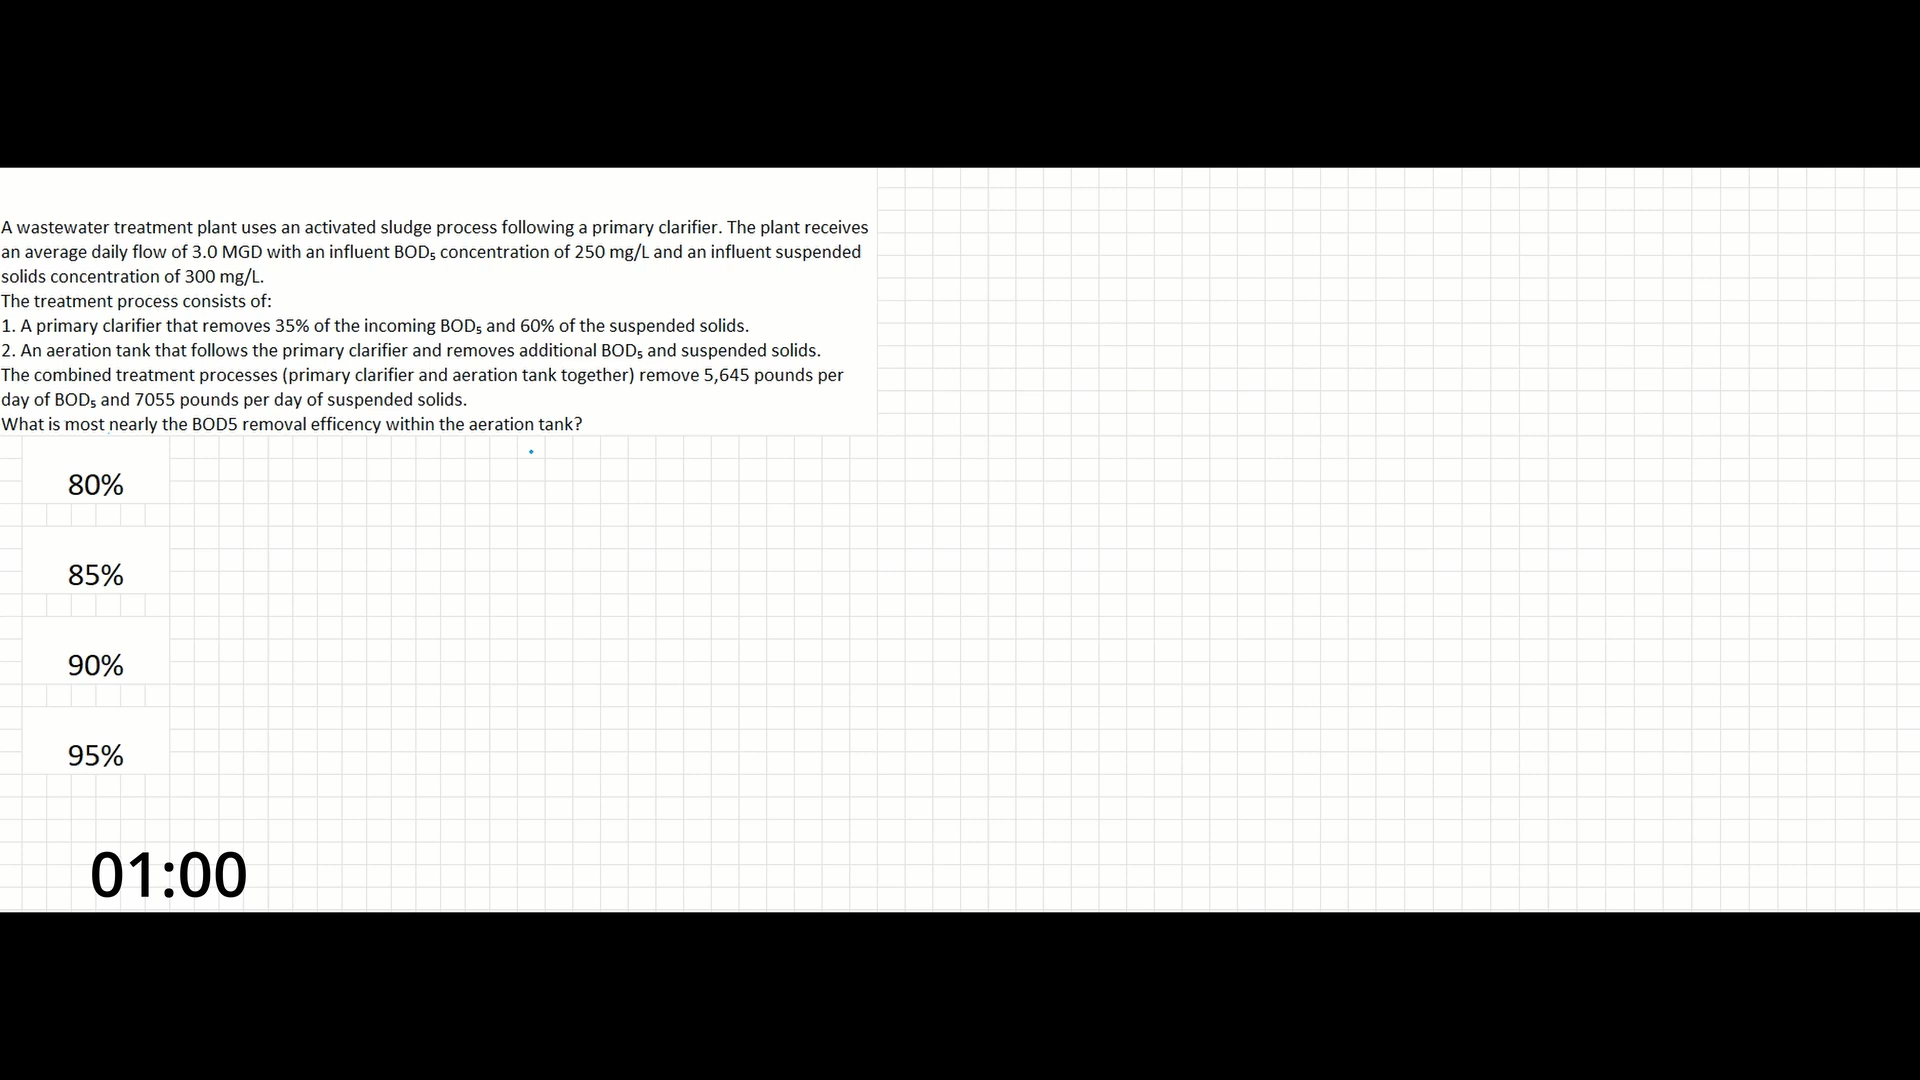 A wastewater treatment plant uses an activated sludge process following a primary clarifier. The plant receives
an average daily flow of 3.0 MGD with an influent BOD₅ concentration of 250 mg/L and an influent suspended
solids concentration of 300 mg/L.
The treatment process consists of:
1. A primary clarifier that removes 35% of the incoming BOD₅ and 60% of the suspended solids.
2. An aeration tank that follows the primary clarifier and removes additional BOD₅ and suspended solids.
The combined treatment processes (primary clarifier and aeration tank together) remove 5,645 pounds per
day of BOD₅ and 7055 pounds per day of suspended solids.
What is most nearly the BOD5 removal efficency within the aeration tank?
80%
85%
90%
95%
01:00